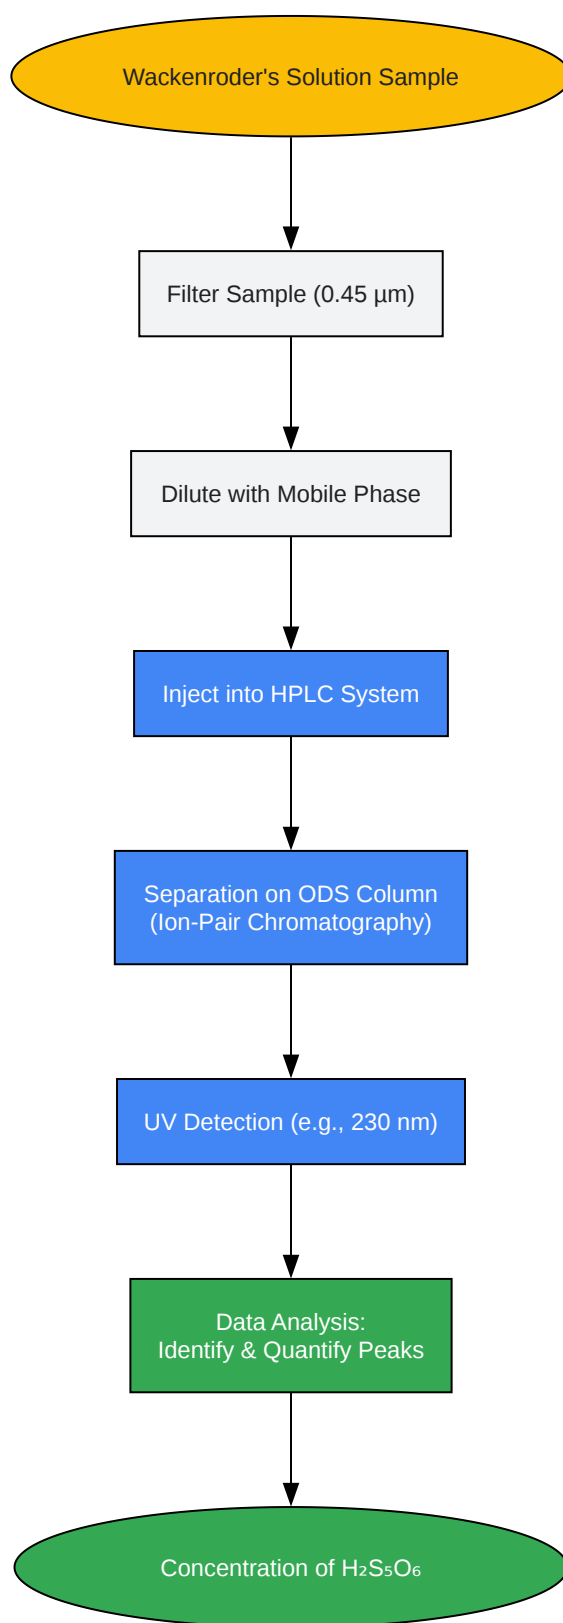 Wackenroder's Solution Sample
Filter Sample (0.45 µm)
Dilute with Mobile Phase
Inject into HPLC System
Separation on ODS Column
(Ion-Pair Chromatography)
UV Detection (e.g., 230 nm)
Data Analysis:
Identify & Quantify Peaks
Concentration of H₂S₅O₆